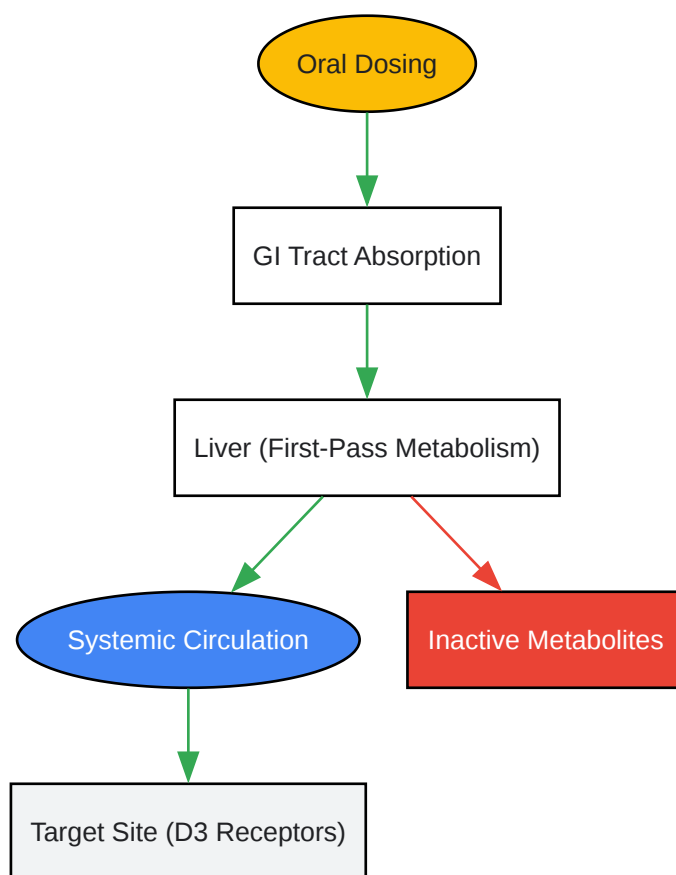 Oral Dosing
GI Tract Absorption
Liver (First-Pass Metabolism)
Systemic Circulation
Inactive Metabolites
Target Site (D3 Receptors)